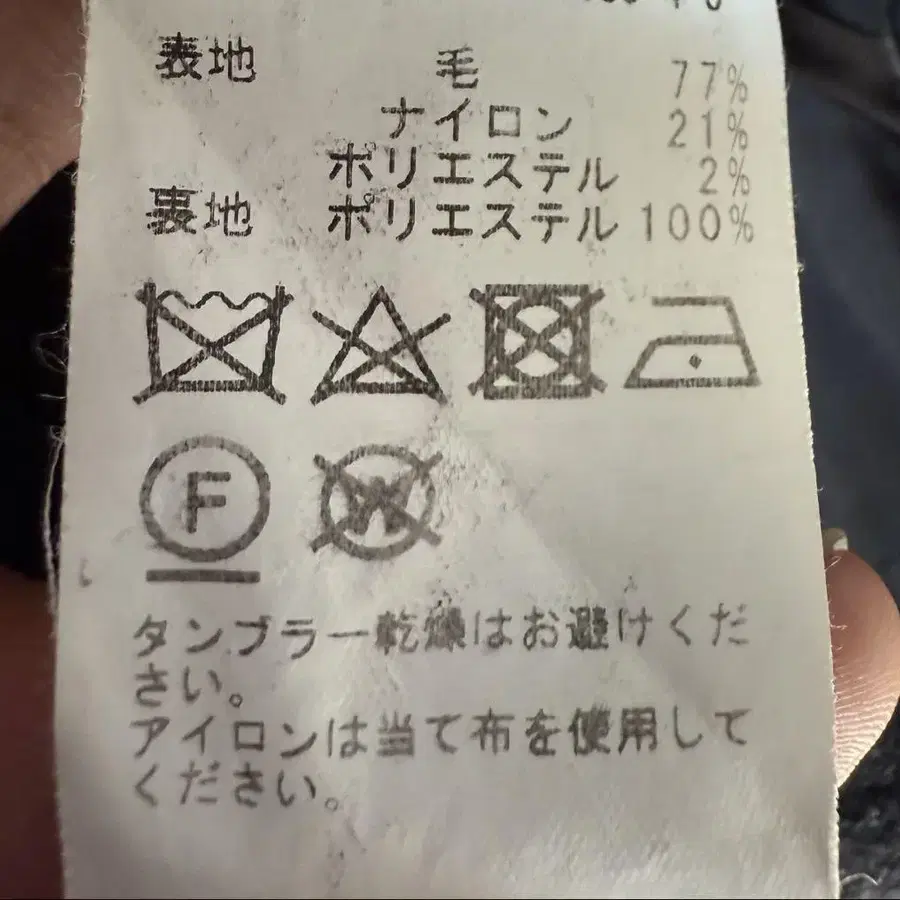 表地 毛 77%
ナイロン 21%
ポリエステル 2%
裏地 ポリエステル 100%
F
W
タンブラー乾燥はお避けくだ
さい。
アイロンは当て布を使用して
ください。